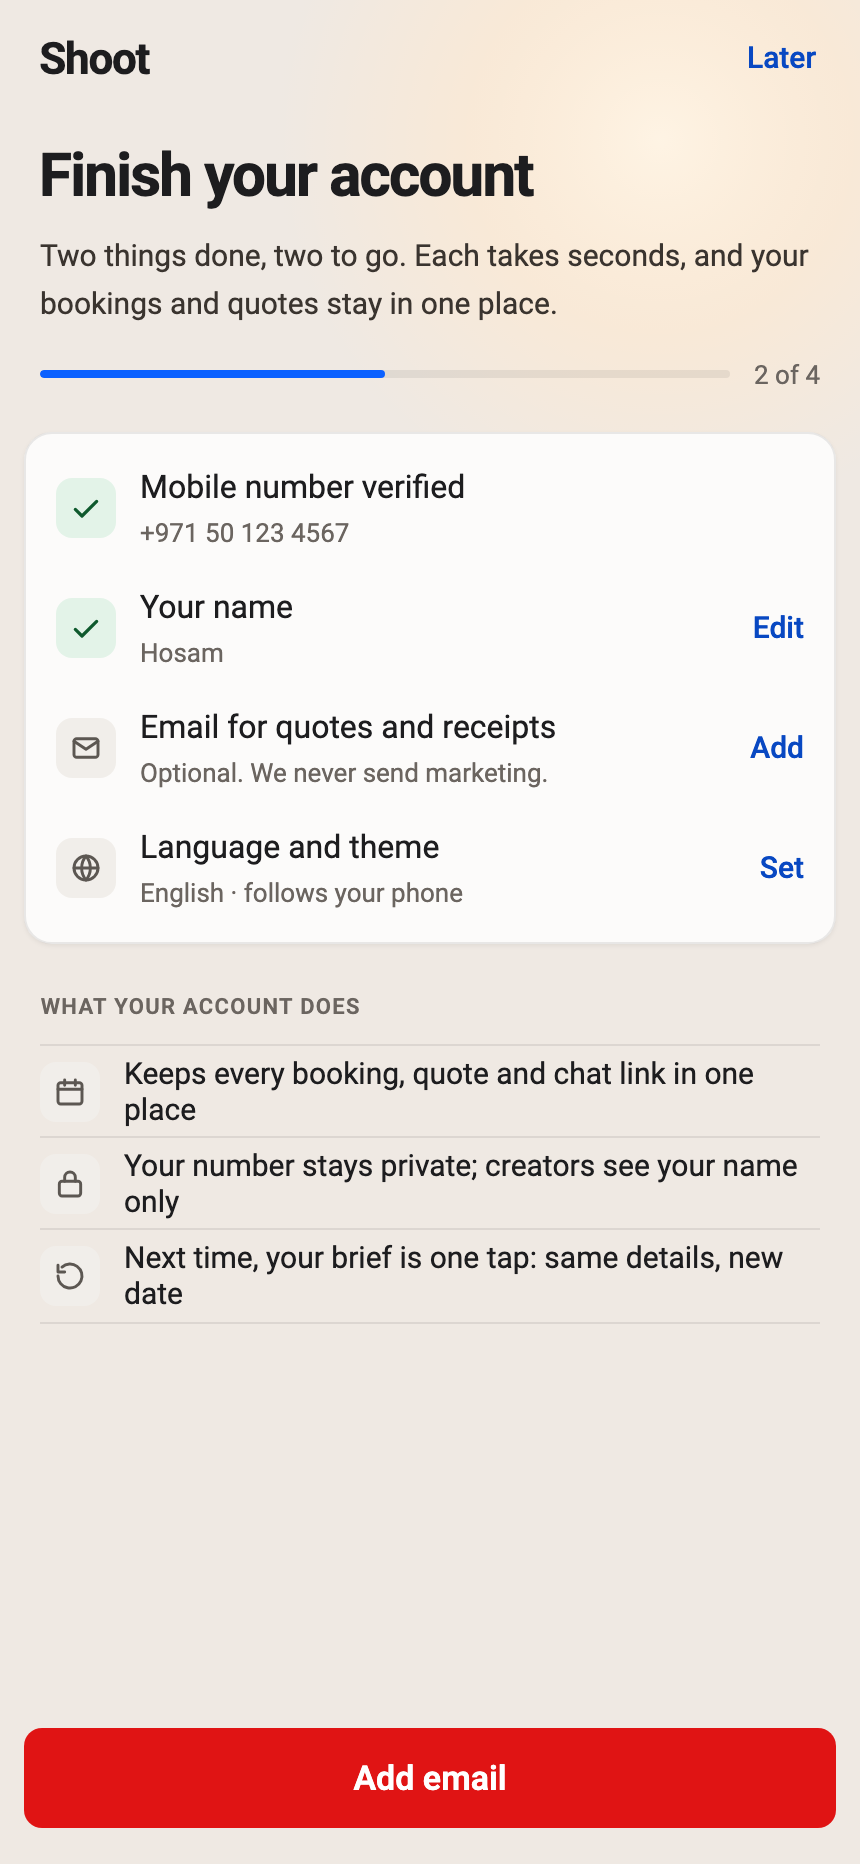 Shoot
Later
Finish your account
Two things done, two to go. Each takes seconds, and your
bookings and quotes stay in one place.
2 of 4
Mobile number verified
+971 50 123 4567
Your name
Hosam
Edit
Email for quotes and receipts
Optional. We never send marketing.
Add
Language and theme
English · follows your phone
Set
WHAT YOUR ACCOUNT DOES
Keeps every booking, quote and chat link in one
place
Your number stays private; creators see your name
only
Next time, your brief is one tap: same details, new
date
Add email